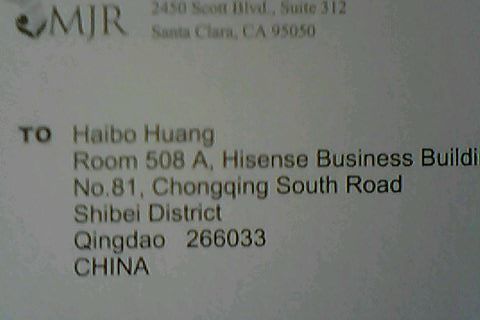 MJR
2450 Scott Blvd., Suite 312
Santa Clara, CA 95050
TO Haibo Huang
Room 508 A, Hisense Business Buildi
No.81, Chongqing South Road
Shibei District
Qingdao 266033
CHINA